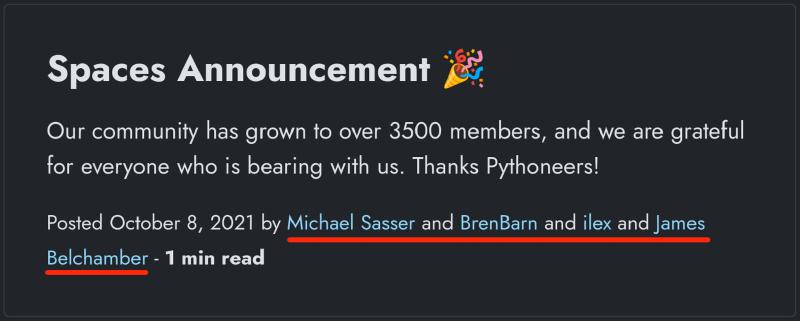 Spaces Announcement 🎉
Our community has grown to over 3500 members, and we are grateful
for everyone who is bearing with us. Thanks Pythoneers!
Posted October 8, 2021 by Michael Sasser and BrenBarn and ilex and James
Belchamber - 1 min read